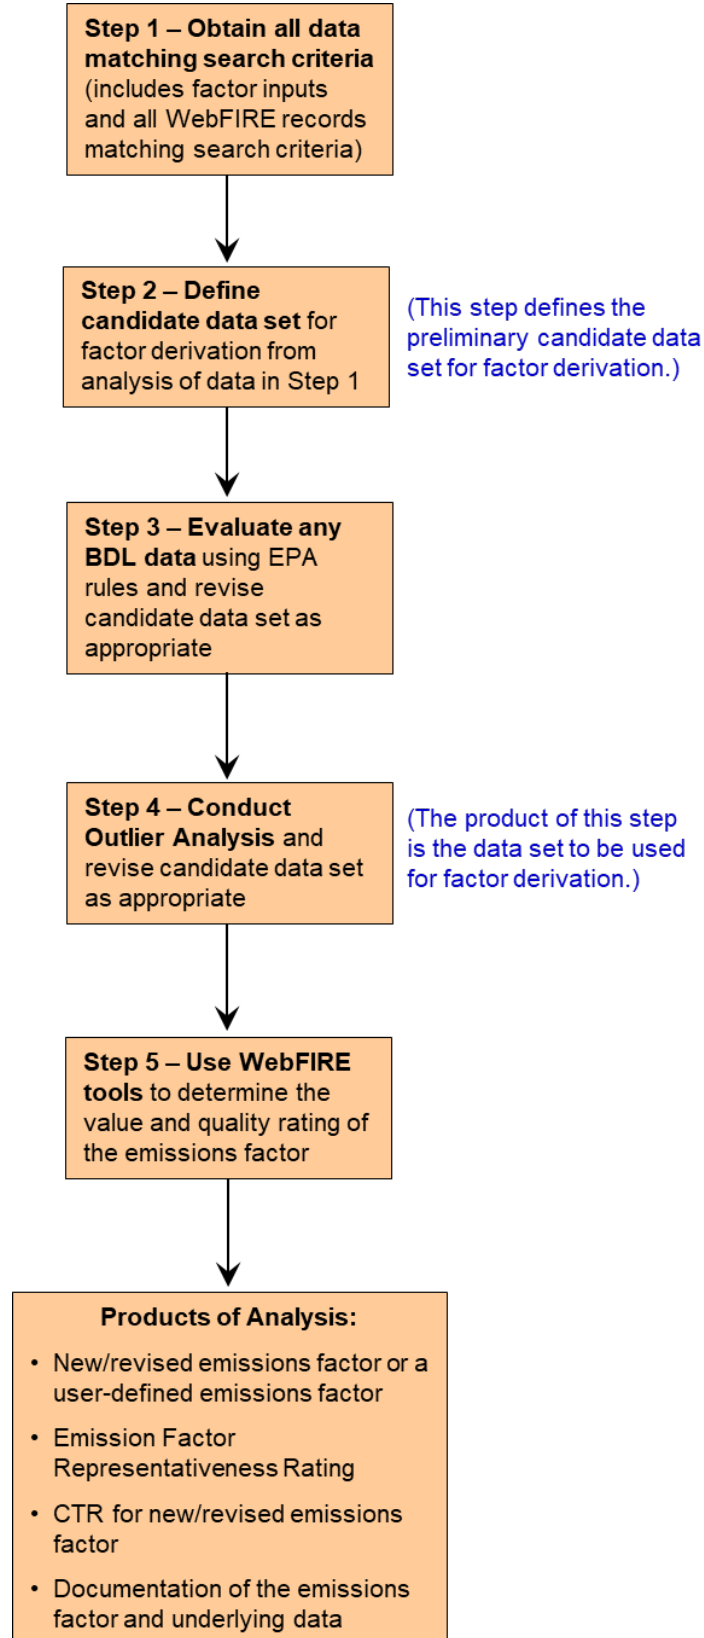 Step 1 – Obtain all data
matching search criteria
(includes factor inputs
and all WebFIRE records
matching search criteria)
Step 2 – Define
candidate data set for
factor derivation from
analysis of data in Step 1
(This step defines the
preliminary candidate data
set for factor derivation.)
Step 3 – Evaluate any
BDL data using EPA
rules and revise
candidate data set as
appropriate
Step 4 – Conduct
Outlier Analysis and
revise candidate data set
as appropriate
(The product of this step
is the data set to be used
for factor derivation.)
Step 5 – Use WebFIRE
tools to determine the
value and quality rating of
the emissions factor
Products of Analysis:
• New/revised emissions factor or a
user-defined emissions factor
• Emission Factor
Representativeness Rating
• CTR for new/revised emissions
factor
• Documentation of the emissions
factor and underlying data